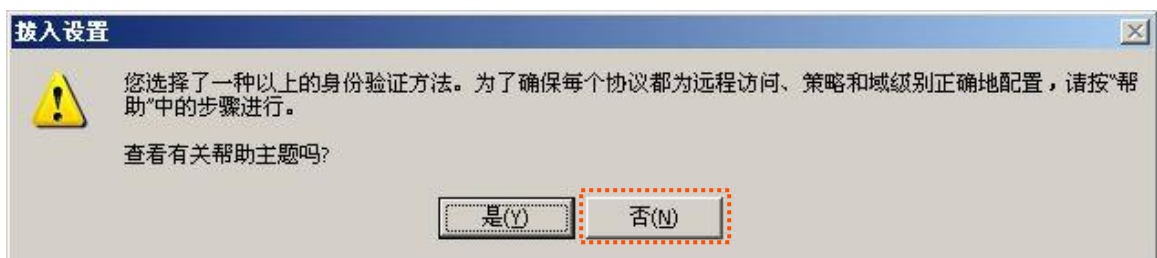 拨入设置
您选择了一种以上的身份验证方法。为了确保每个协议都为远程访问、策略和域级别正确地配置，请按“帮
助”中的步骤进行。
查看有关帮助主题吗?
是(Y) 否(N)